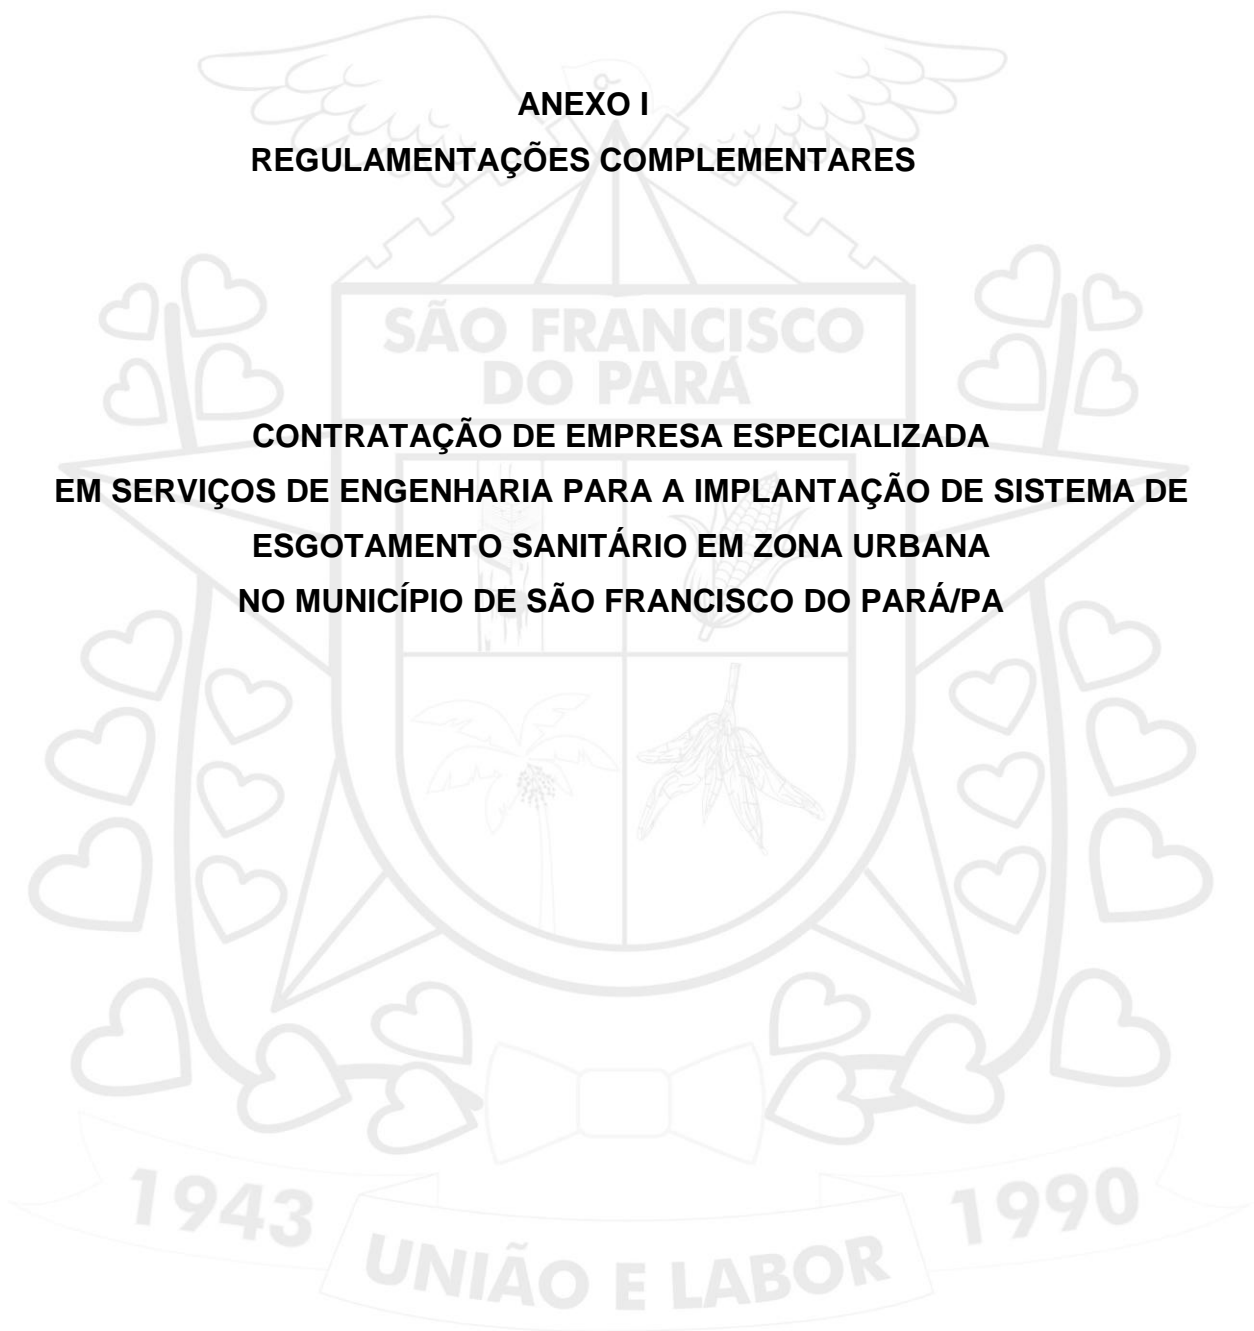 ANEXO I
REGULAMENTAÇÕES COMPLEMENTARES
SÃO FRANCISCO
DO PARÁ
CONTRATAÇÃO DE EMPRESA ESPECIALIZADA
EM SERVIÇOS DE ENGENHARIA PARA A IMPLANTAÇÃO DE SISTEMA DE
ESGOTAMENTO SANITÁRIO EM ZONA URBANA
NO MUNICÍPIO DE SÃO FRANCISCO DO PARÁ/PA
1943
UNIÃO E LABOR
1990